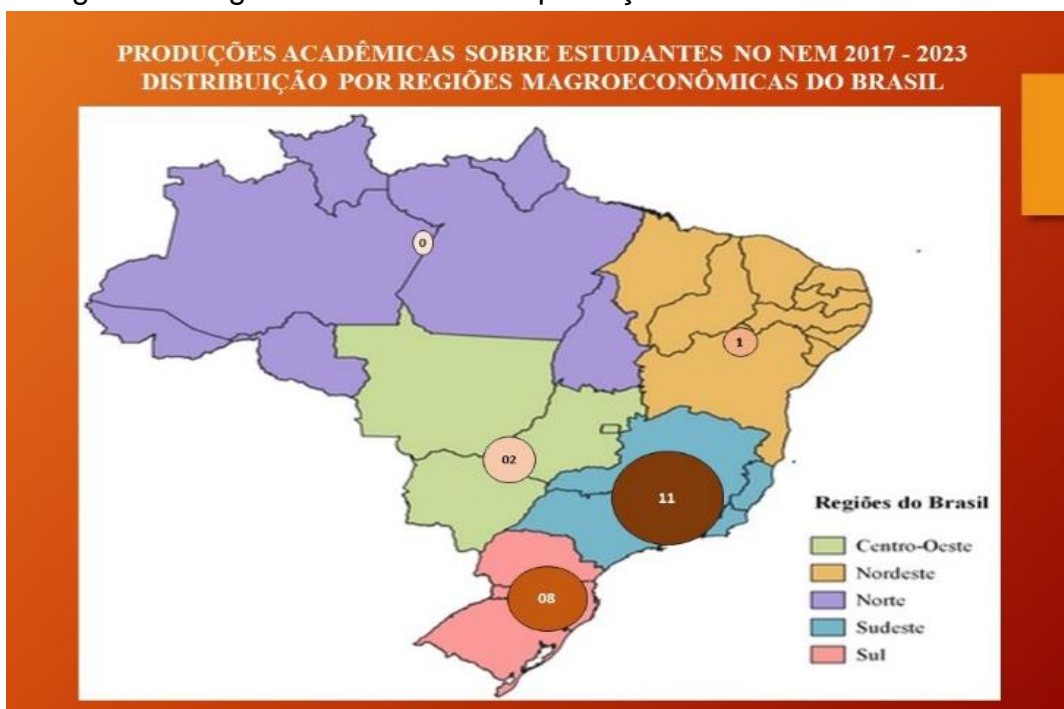 PRODUÇÕES ACADÊMICAS SOBRE ESTUDANTES NO NEM 2017 - 2023
DISTRIBUIÇÃO POR REGIÕES MAGROECONÔMICAS DO BRASIL
0
1
02
11
08
Regiões do Brasil
Centro-Oeste
Nordeste
Norte
Sudeste
Sul